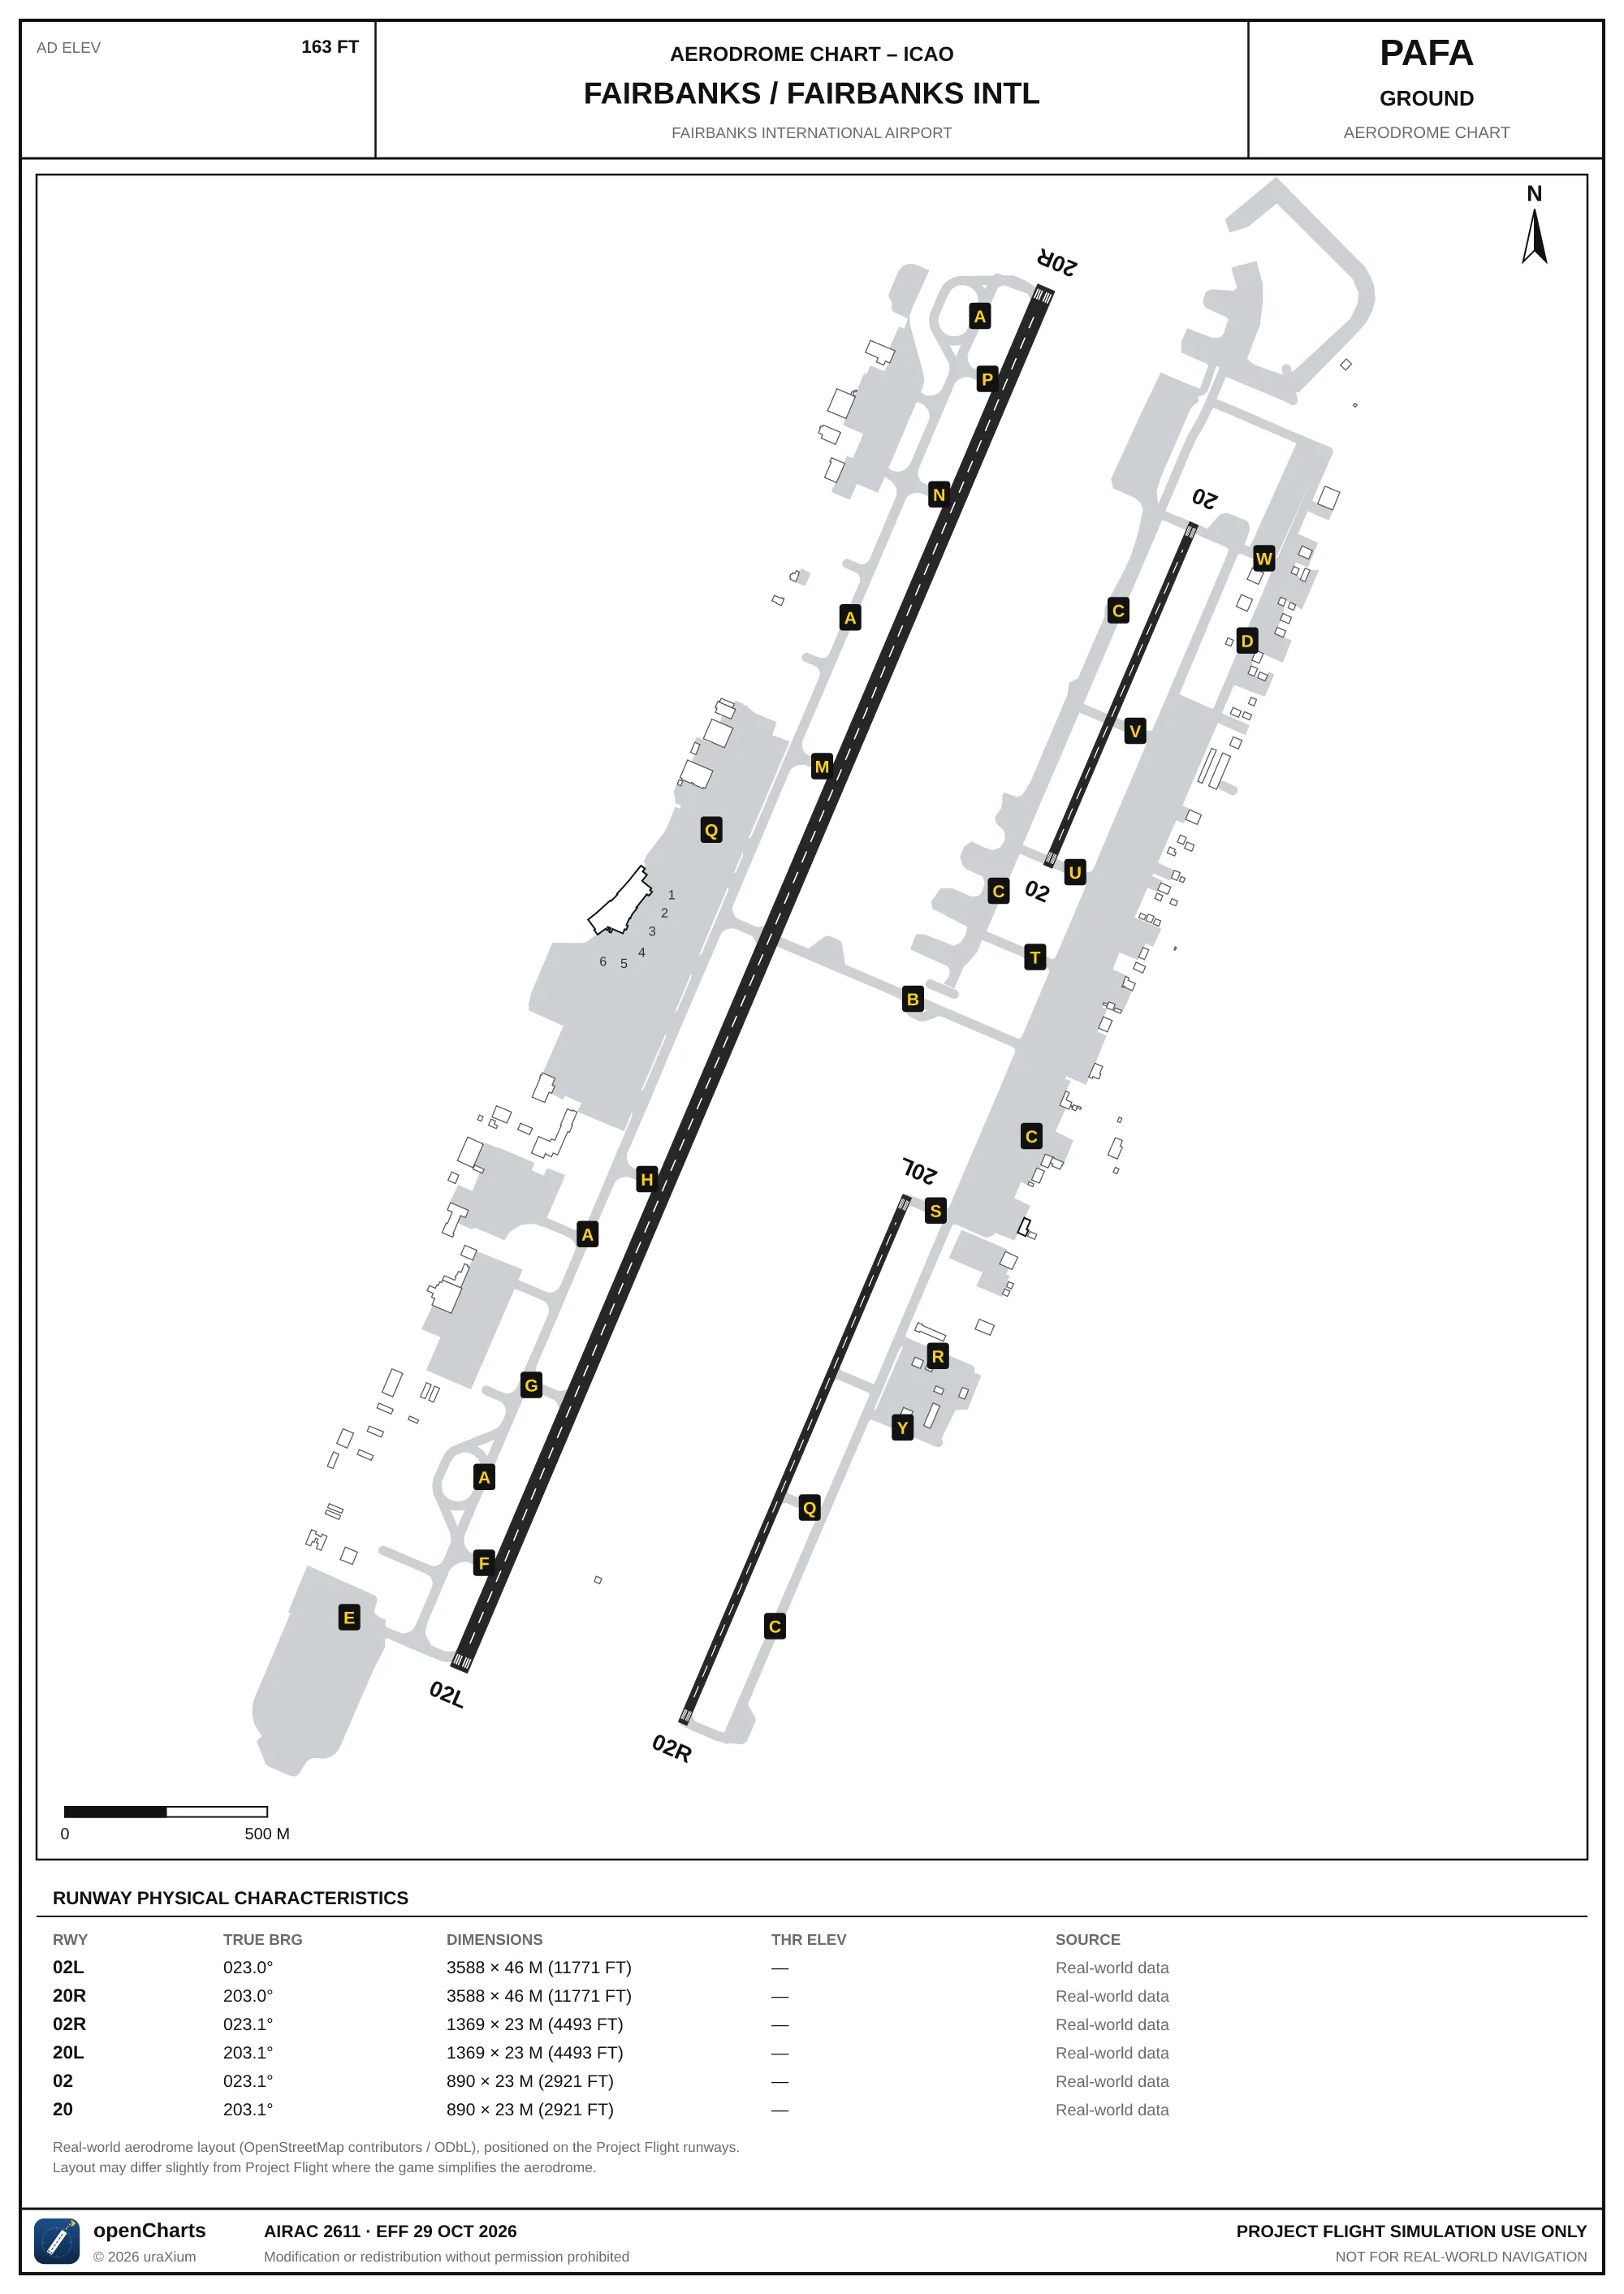 AD ELEV 163 FT
AERODROME CHART – ICAO
FAIRBANKS / FAIRBANKS INTL
FAIRBANKS INTERNATIONAL AIRPORT
PAFA
GROUND
AERODROME CHART
N
20R
A
P
N
20
W
A
C
D
V
M
Q
U
C
02
1
2
3
4
5
6
T
B
C
H
20L
S
A
R
G
Y
A
Q
F
E
C
02L
02R
0 500 M
RUNWAY PHYSICAL CHARACTERISTICS
RWY TRUE BRG DIMENSIONS THR ELEV SOURCE
02L 023.0° 3588 × 46 M (11771 FT) — Real-world data
20R 203.0° 3588 × 46 M (11771 FT) — Real-world data
02R 023.1° 1369 × 23 M (4493 FT) — Real-world data
20L 203.1° 1369 × 23 M (4493 FT) — Real-world data
02 023.1° 890 × 23 M (2921 FT) — Real-world data
20 203.1° 890 × 23 M (2921 FT) — Real-world data
Real-world aerodrome layout (OpenStreetMap contributors / ODbL), positioned on the Project Flight runways.
Layout may differ slightly from Project Flight where the game simplifies the aerodrome.
openCharts
© 2026 uraXium
AIRAC 2611 · EFF 29 OCT 2026
Modification or redistribution without permission prohibited
PROJECT FLIGHT SIMULATION USE ONLY
NOT FOR REAL-WORLD NAVIGATION